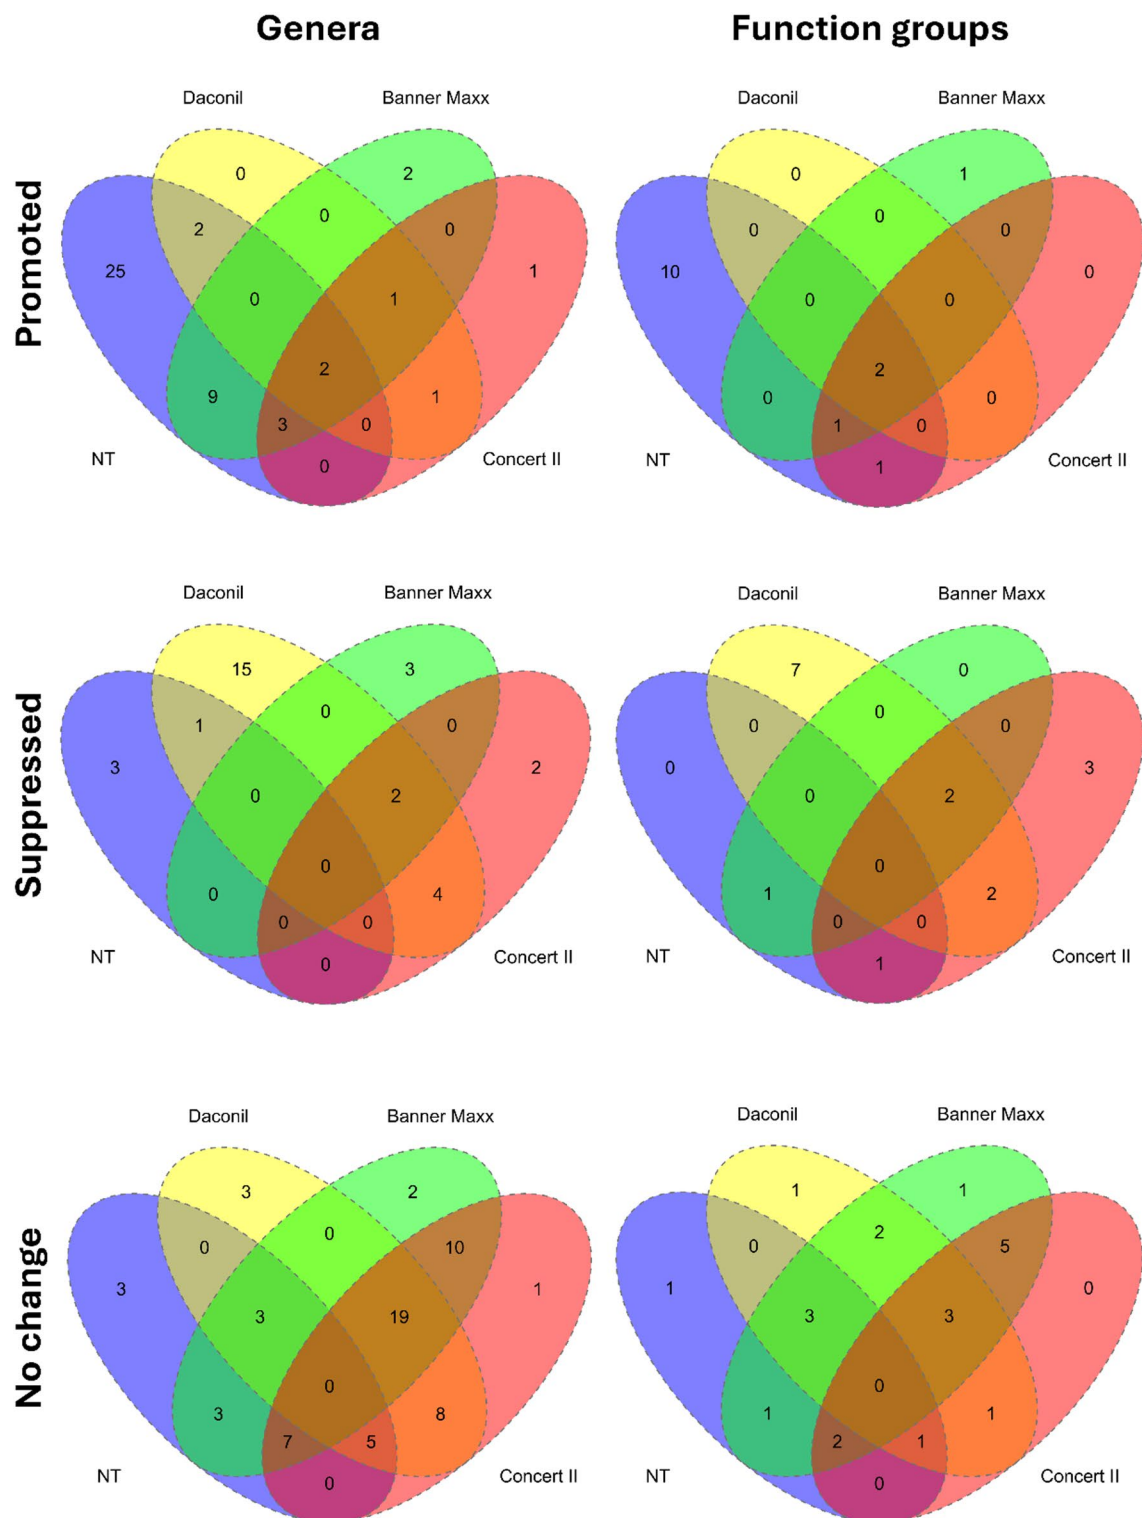 Genera Function groups
Promoted
Daconil Banner Maxx Daconil Banner Maxx
0 2 0 1
2 0 0 0 0 0
25 1 10 0
0 1 0 0
2 2
9 1 0 0
3 0 1 0
NT 0 Concert II NT 1 Concert II
Suppressed
Daconil Banner Maxx Daconil Banner Maxx
15 3 7 0
1 0 0 0 0 0
3 2 0 3
0 2 0 2
0 0
0 4 1 2
0 0 0 0
NT 0 Concert II NT 1 Concert II
No change
Daconil Banner Maxx Daconil Banner Maxx
3 2 1 1
0 0 10 0 2 5
3 1 1 0
3 19 3 3
0 0
3 8 1 1
7 5 2 1
NT 0 Concert II NT 0 Concert II